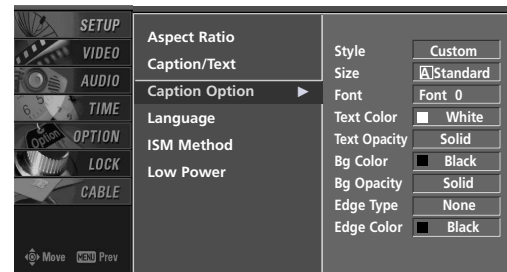 SETUP
VIDEO
AUDIO
TIME
OPTION
LOCK
CABLE
Move MENU Prev
Aspect Ratio
Caption/Text
Caption Option
Language
ISM Method
Low Power
Style Custom
Size A Standard
Font Font 0
Text Color White
Text Opacity Solid
Bg Color Black
Bg Opacity Solid
Edge Type None
Edge Color Black